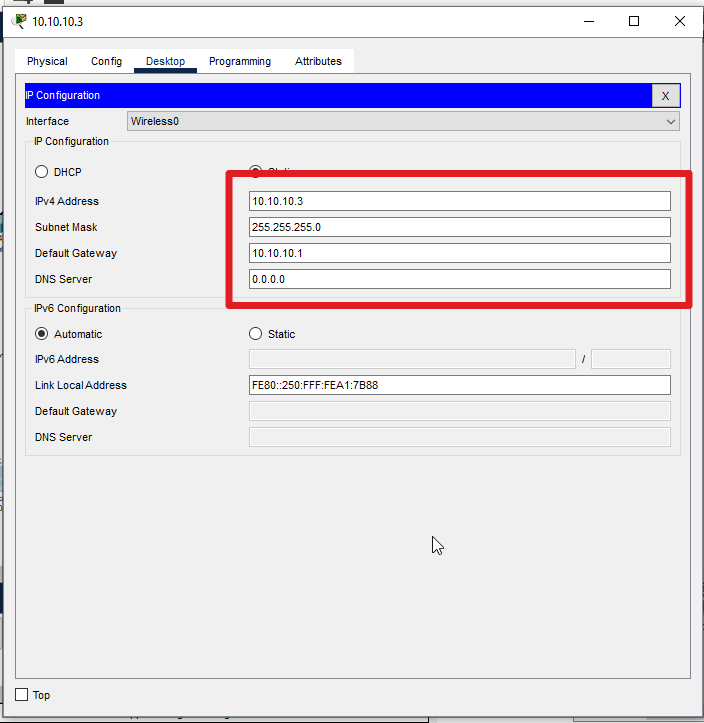 10.10.10.3
Physical Config Desktop Programming Attributes
IP Configuration X
Interface Wireless0
IP Configuration
DHCP
IPv4 Address 10.10.10.3
Subnet Mask 255.255.255.0
Default Gateway 10.10.10.1
DNS Server 0.0.0.0
IPv6 Configuration
Automatic Static
IPv6 Address /
Link Local Address FE80::250:FFF:FEA1:7B88
Default Gateway
DNS Server
Top